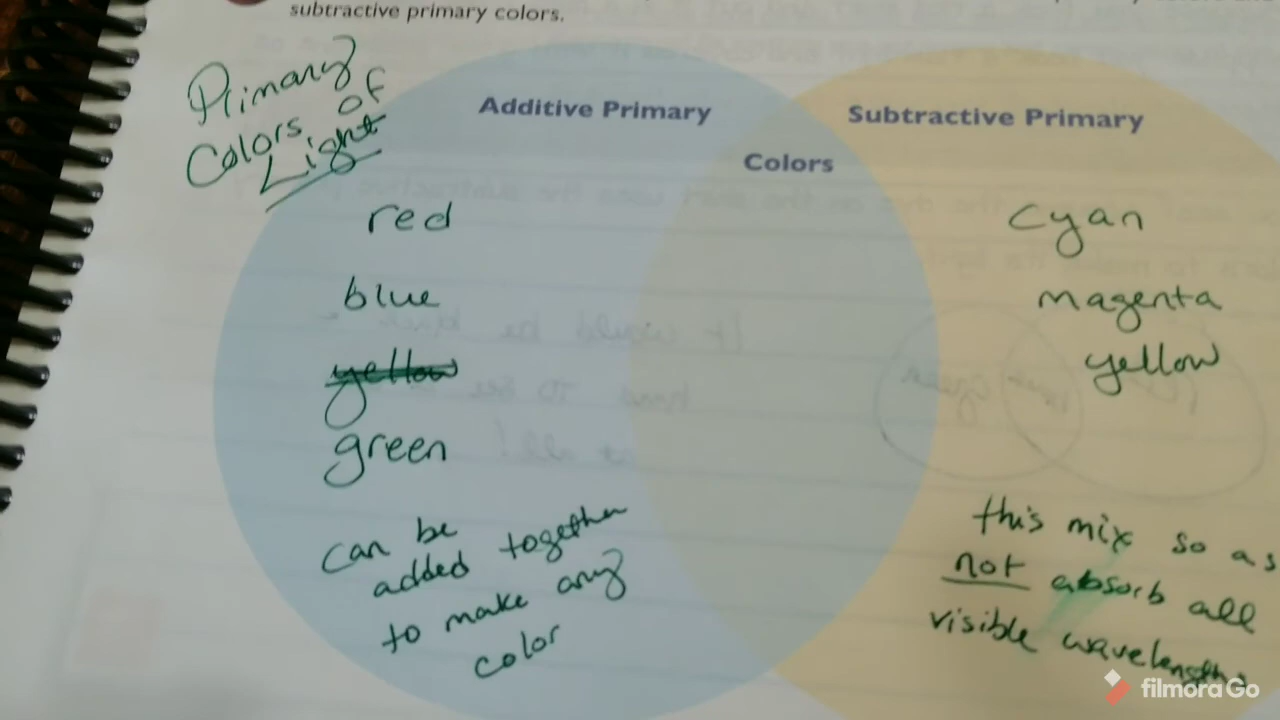 subtractive primary colors.
Primary
Colors of
Light
Additive Primary
Subtractive Primary
Colors
red
blue
yellow
green
can be
added together
to make any
color
cyan
magenta
yellow
this mix so as
not absorb all
visible wavelengths
filmoraGo